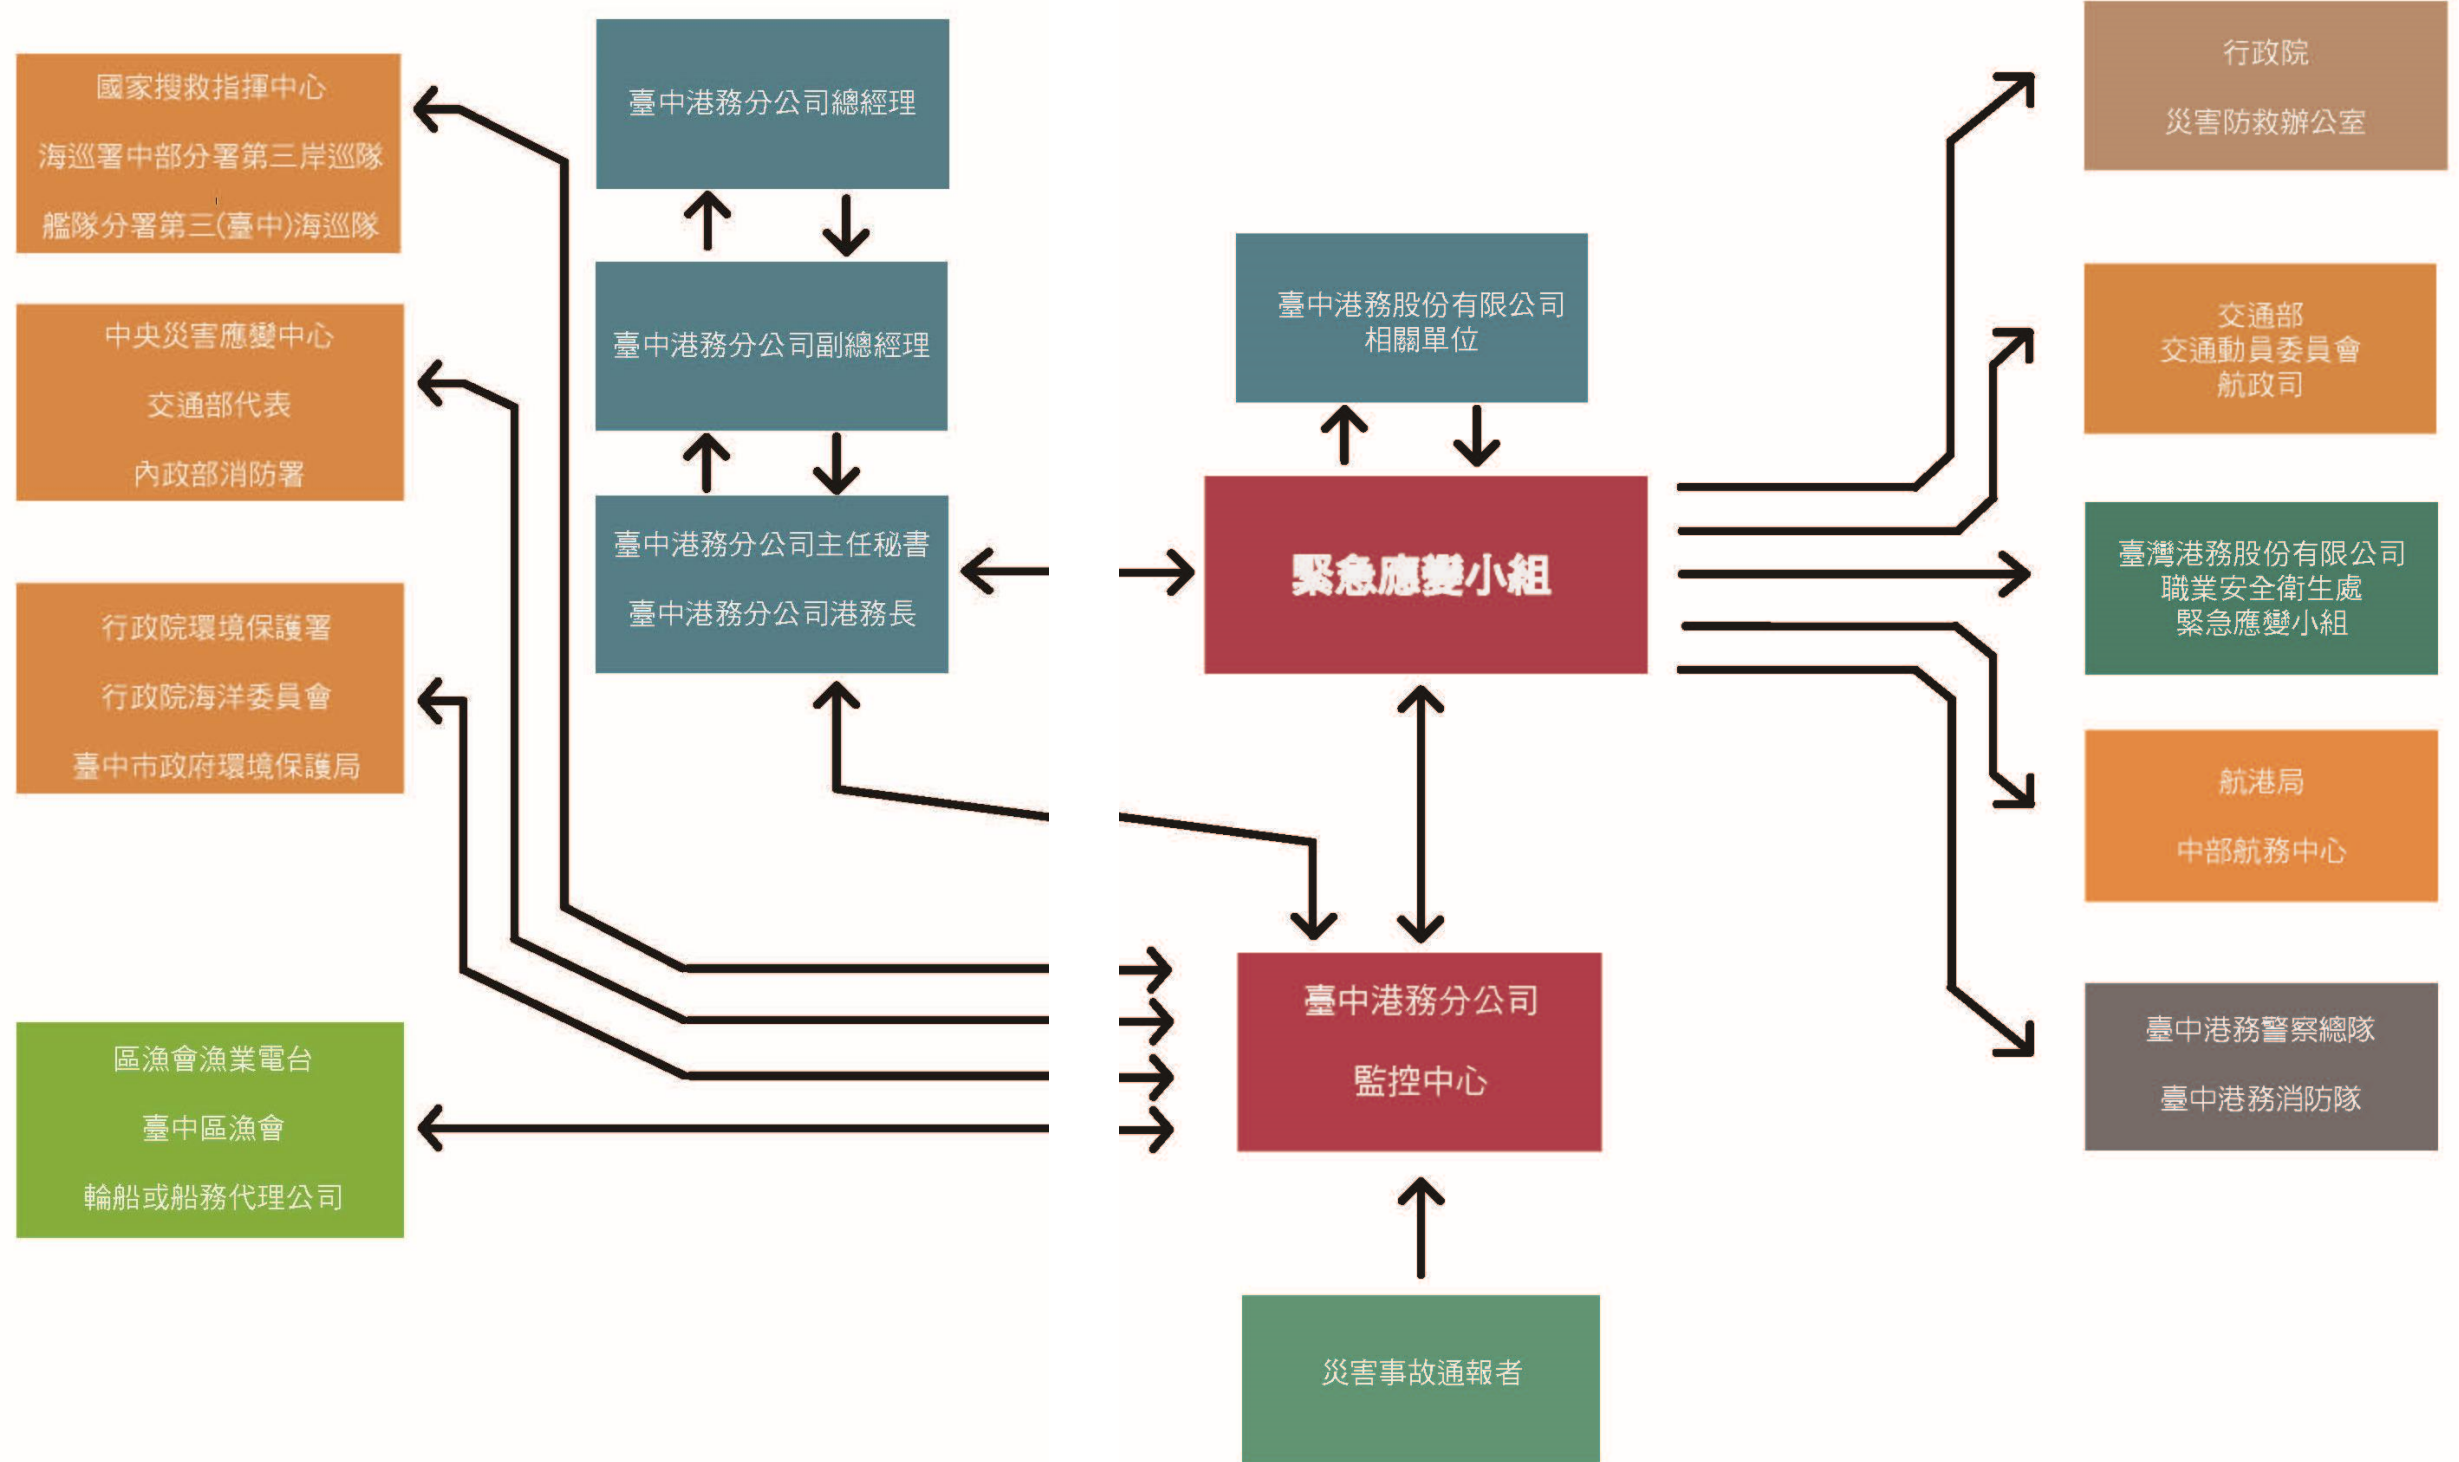 國家搜救指揮中心
海巡署中部分署第三岸巡隊
艦隊分署第三(臺中)海巡隊
中央災害應變中心
交通部代表
內政部消防署
行政院環境保護署
行政院海洋委員會
臺中市政府環境保護局
區漁會漁業電台
臺中區漁會
輪船或船務代理公司
臺中港務分公司總經理
臺中港務分公司副總經理
臺中港務分公司主任秘書
臺中港務分公司港務長
臺中港務股份有限公司
相關單位
緊急應變小組
臺中港務分公司
監控中心
災害事故通報者
行政院
災害防救辦公室
交通部
交通動員委員會
航政司
臺灣港務股份有限公司
職業安全衛生處
緊急應變小組
航港局
中部航務中心
臺中港務警察總隊
臺中港務消防隊